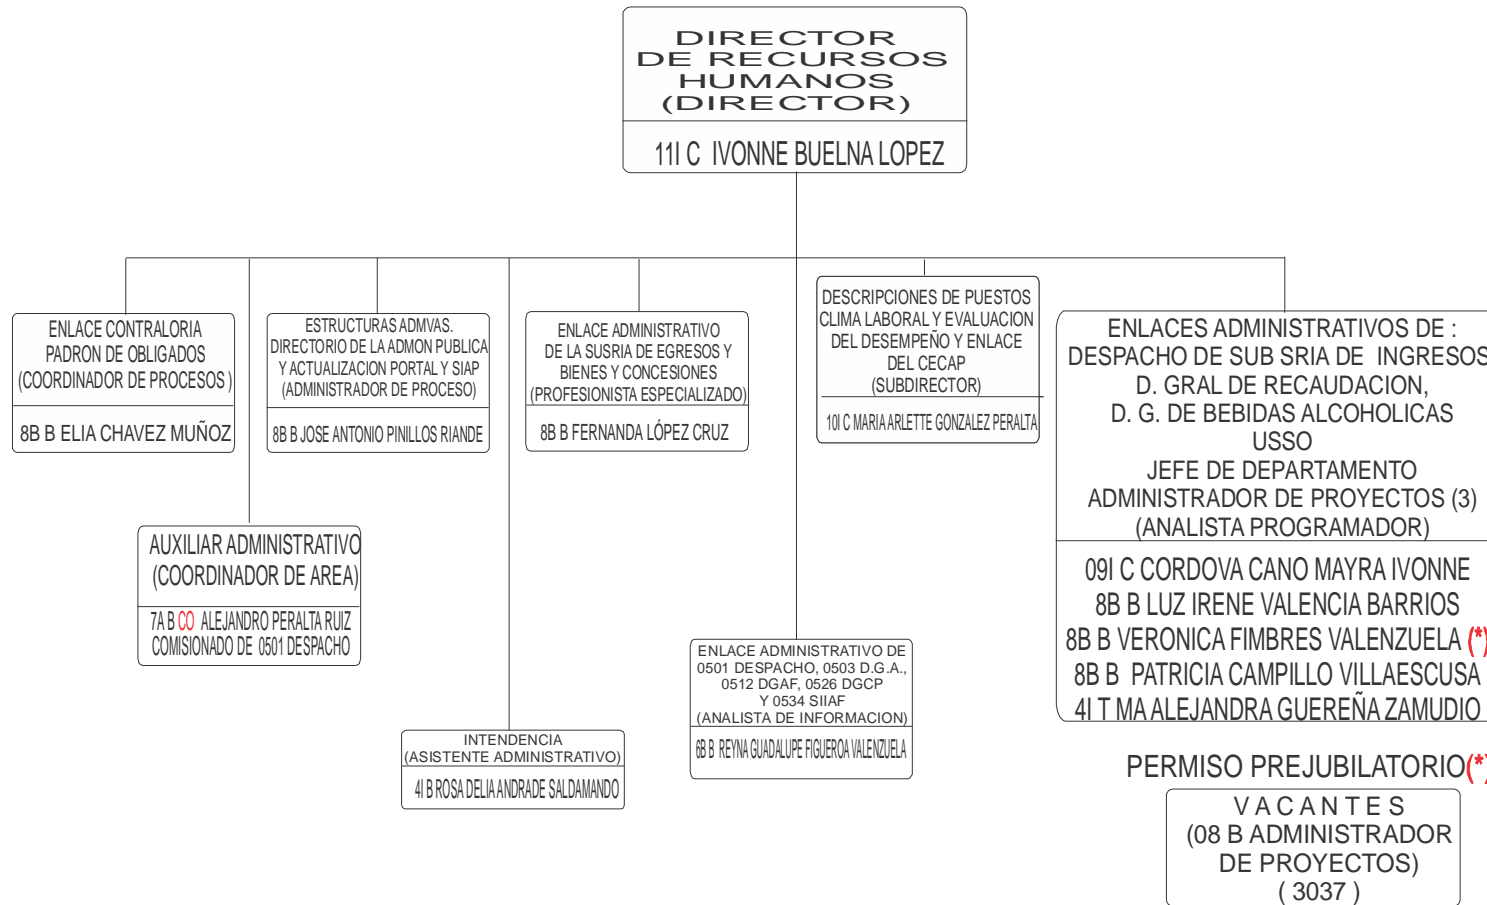 DIRECTOR
DE RECURSOS
HUMANOS
(DIRECTOR)
11I C IVONNE BUELNA LOPEZ
ENLACE CONTRALORIA
PADRON DE OBLIGADOS
(COORDINADOR DE PROCESOS)
8B B ELIA CHAVEZ MUÑOZ
ESTRUCTURAS ADMVAS.
DIRECTORIO DE LA ADMON PUBLICA
Y ACTUALIZACION PORTAL Y SIAP
(ADMINISTRADOR DE PROCESO)
8B B JOSE ANTONIO PINILLOS RIANDE
ENLACE ADMINISTRATIVO
DE LA SUSRIA DE EGRESOS Y
BIENES Y CONCESIONES
(PROFESIONISTA ESPECIALIZADO)
8B B FERNANDA LÓPEZ CRUZ
DESCRIPCIONES DE PUESTOS
CLIMA LABORAL Y EVALUACION
DEL DESEMPEÑO Y ENLACE
DEL CECAP
(SUBDIRECTOR)
10I C MARIA ARLETTE GONZALEZ PERALTA
ENLACES ADMINISTRATIVOS DE :
DESPACHO DE SUB SRIA DE INGRESOS
D. GRAL DE RECAUDACION,
D. G. DE BEBIDAS ALCOHOLICAS
USSO
JEFE DE DEPARTAMENTO
ADMINISTRADOR DE PROYECTOS (3)
(ANALISTA PROGRAMADOR)
09I C CORDOVA CANO MAYRA IVONNE
8B B LUZ IRENE VALENCIA BARRIOS
8B B VERONICA FIMBRES VALENZUELA (*)
8B B PATRICIA CAMPILLO VILLAESCUSA
4I T MA ALEJANDRA GUEREÑA ZAMUDIO
AUXILIAR ADMINISTRATIVO
(COORDINADOR DE AREA)
7A B CO ALEJANDRO PERALTA RUIZ
COMISIONADO DE 0501 DESPACHO
ENLACE ADMINISTRATIVO DE
0501 DESPACHO, 0503 D.G.A.,
0512 DGAF, 0526 DGCP
Y 0534 SIIAF
(ANALISTA DE INFORMACION)
6B B REYNA GUADALUPE FIGUEROA VALENZUELA
INTENDENCIA
(ASISTENTE ADMINISTRATIVO)
4I B ROSA DELIA ANDRADE SALDAMANDO
PERMISO PREJUBILATORIO(*)
V A C A N T E S
(08 B ADMINISTRADOR
DE PROYECTOS)
( 3037 )